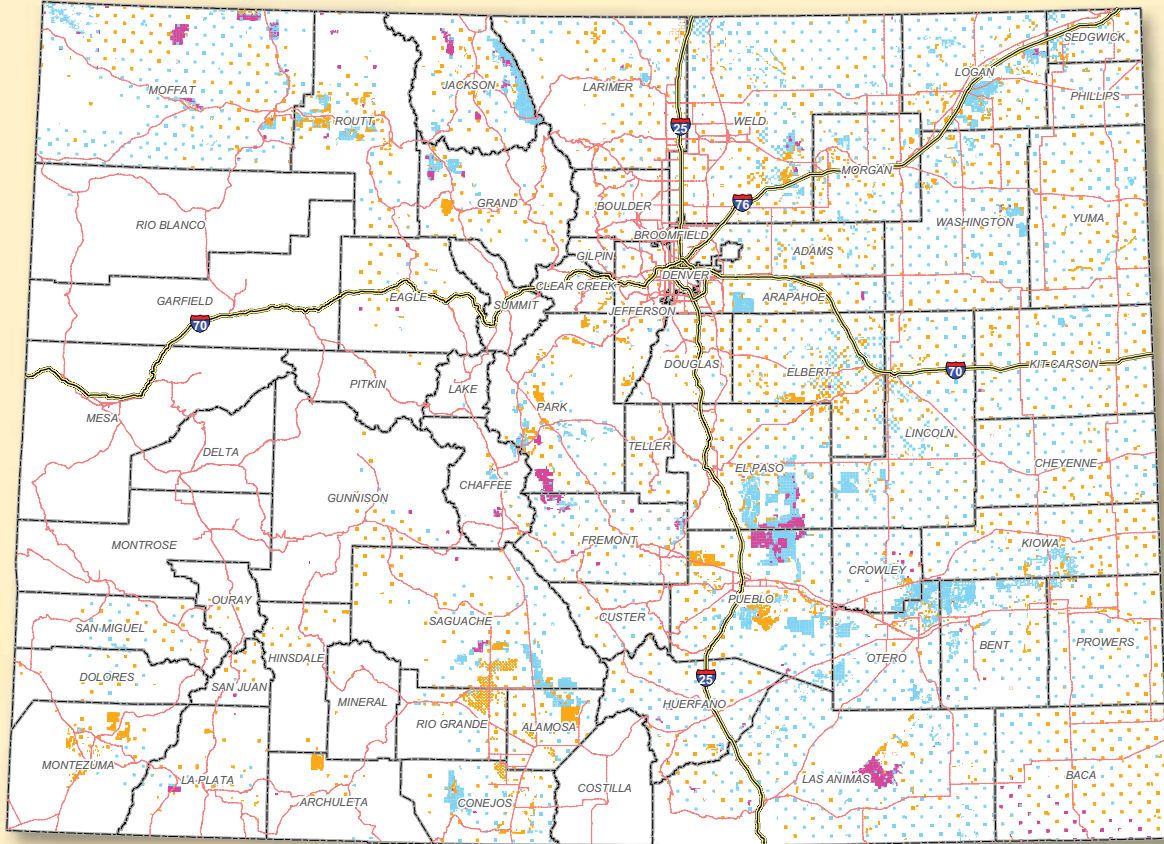 SEDGWICK
LOGAN
MOFFAT
JACKSON
LARIMER
PHILLIPS
ROUTT
25
WELD
MORGAN
76
GRAND
BOULDER
RIO BLANCO
WASHINGTON
YUMA
BROOMFIELD
GILPIN
ADAMS
DENVER
CLEAR CREEK
EAGLE
GARFIELD
SUMMIT
ARAPAHOE
JEFFERSON
70
DOUGLAS
KIT CARSON
ELBERT
70
PITKIN
LAKE
MESA
PARK
LINCOLN
TELLER
DELTA
CHEYENNE
EL PASO
CHAFFEE
GUNNISON
FREMONT
KIOWA
MONTROSE
CROWLEY
OURAY
PUEBLO
CUSTER
SAGUACHE
SAN MIGUEL
PROWERS
BENT
OTERO
HINSDALE
DOLORES
25
SAN JUAN
MINERAL
HUERFANO
RIO GRANDE
ALAMOSA
MONTEZUMA
LA PLATA
LAS ANIMAS
BACA
COSTILLA
ARCHULETA
CONEJOS